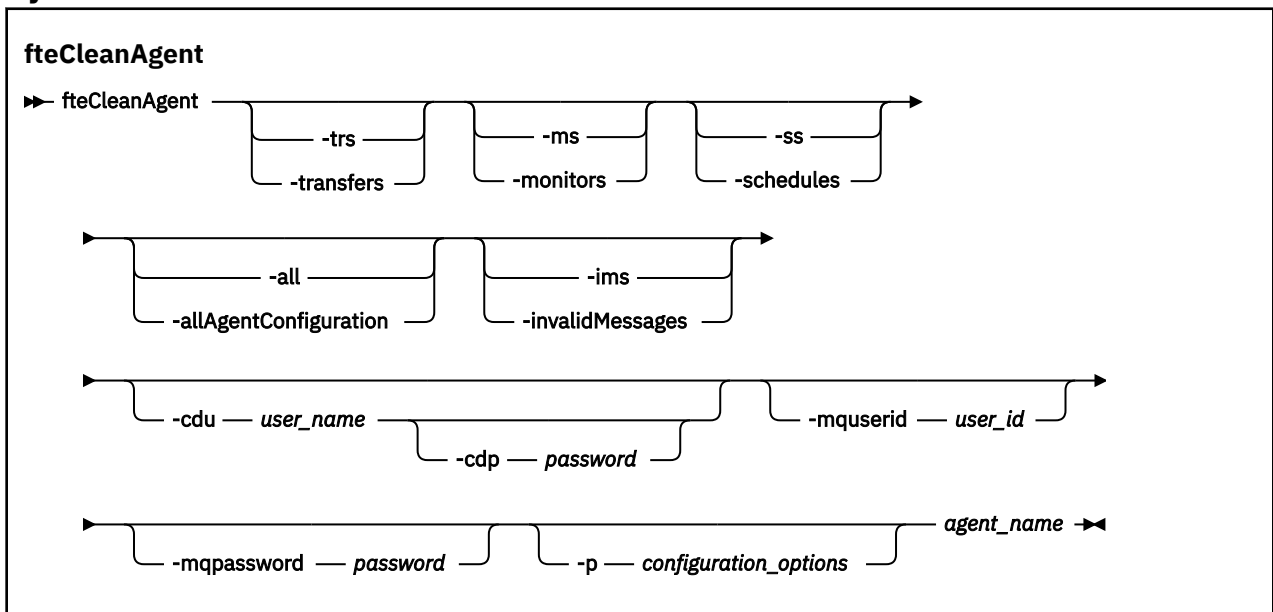 fteCleanAgent
fteCleanAgent
-trs
-ms
-ss
-transfers
-monitors
-schedules
-all
-ims
-allAgentConfiguration
-invalidMessages
-cdu user_name
-mquserid user_id
-cdp password
agent_name
-mqpassword password
-p configuration_options